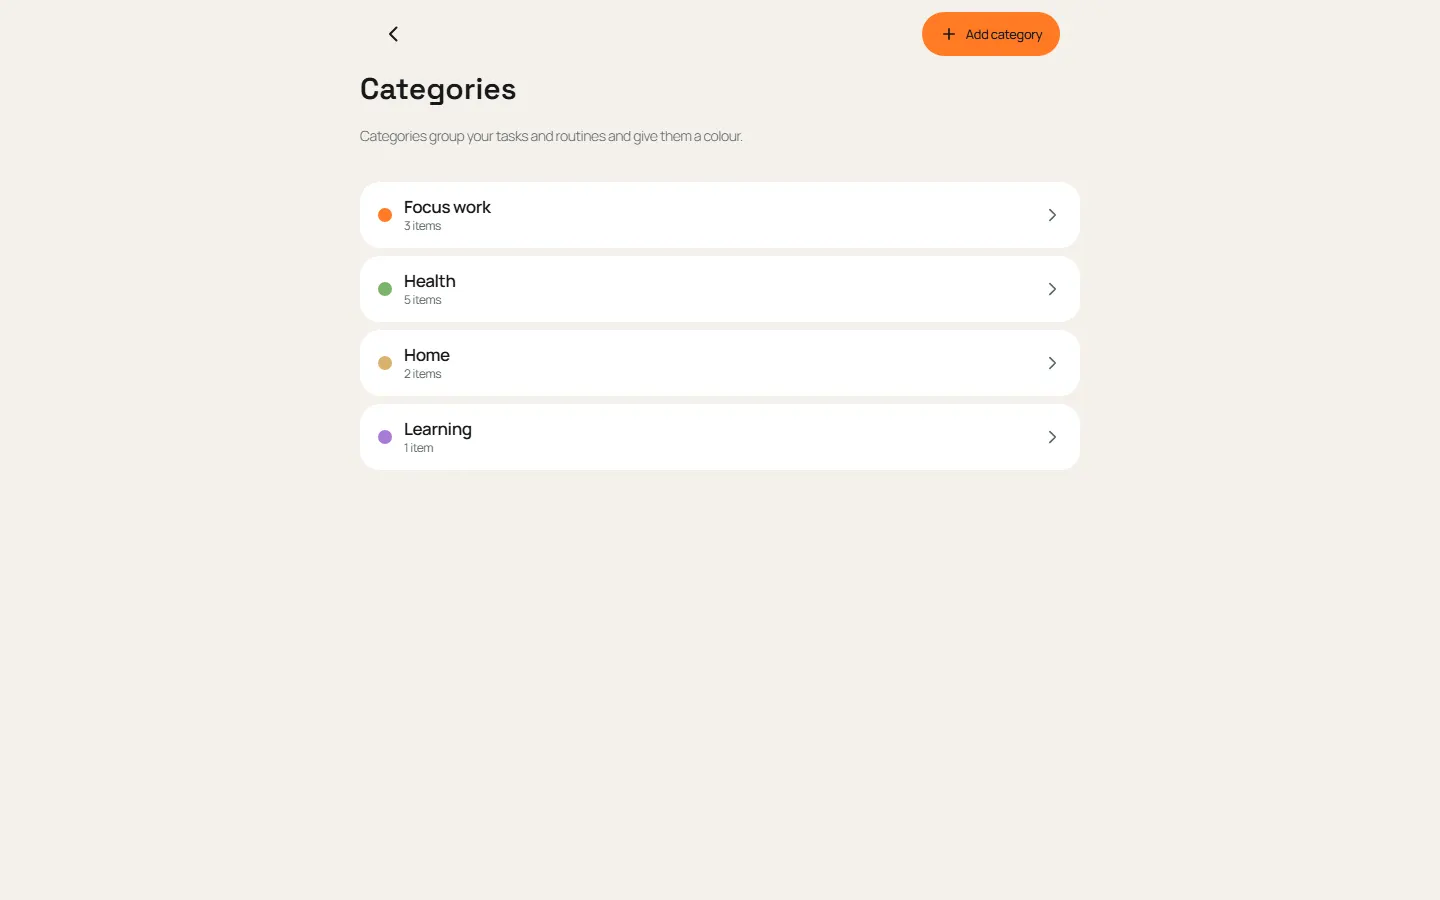 Add category
Categories
Categories group your tasks and routines and give them a colour.
Focus work
3 items
Health
5 items
Home
2 items
Learning
1 item